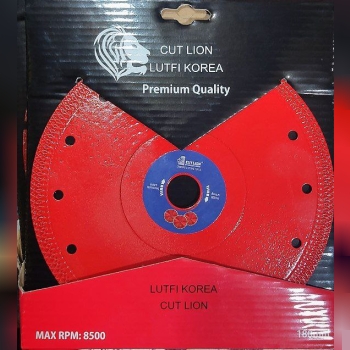 CUT LION
LUTFI KOREA
Premium Quality
LUTFI KOREA
CUT LION
MAX RPM: 8500